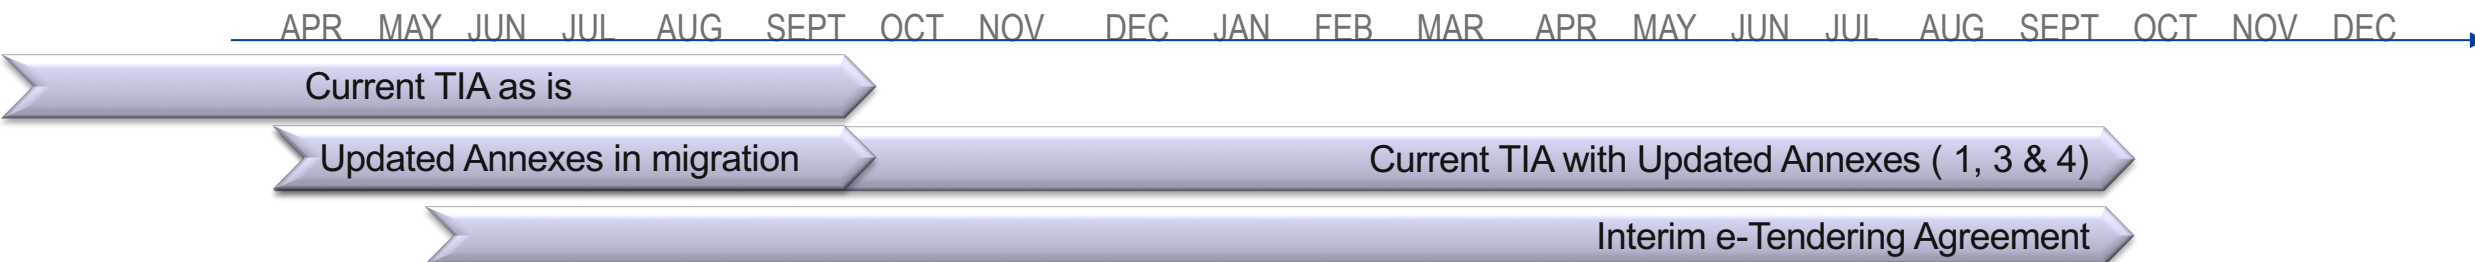 APR MAY JUN JUL AUG SEPT OCT NOV DEC JAN FEB MAR APR MAY JUN JUL AUG SEPT OCT NOV DEC
Current TIA as is
Updated Annexes in migration Current TIA with Updated Annexes ( 1, 3 & 4)
Interim e-Tendering Agreement